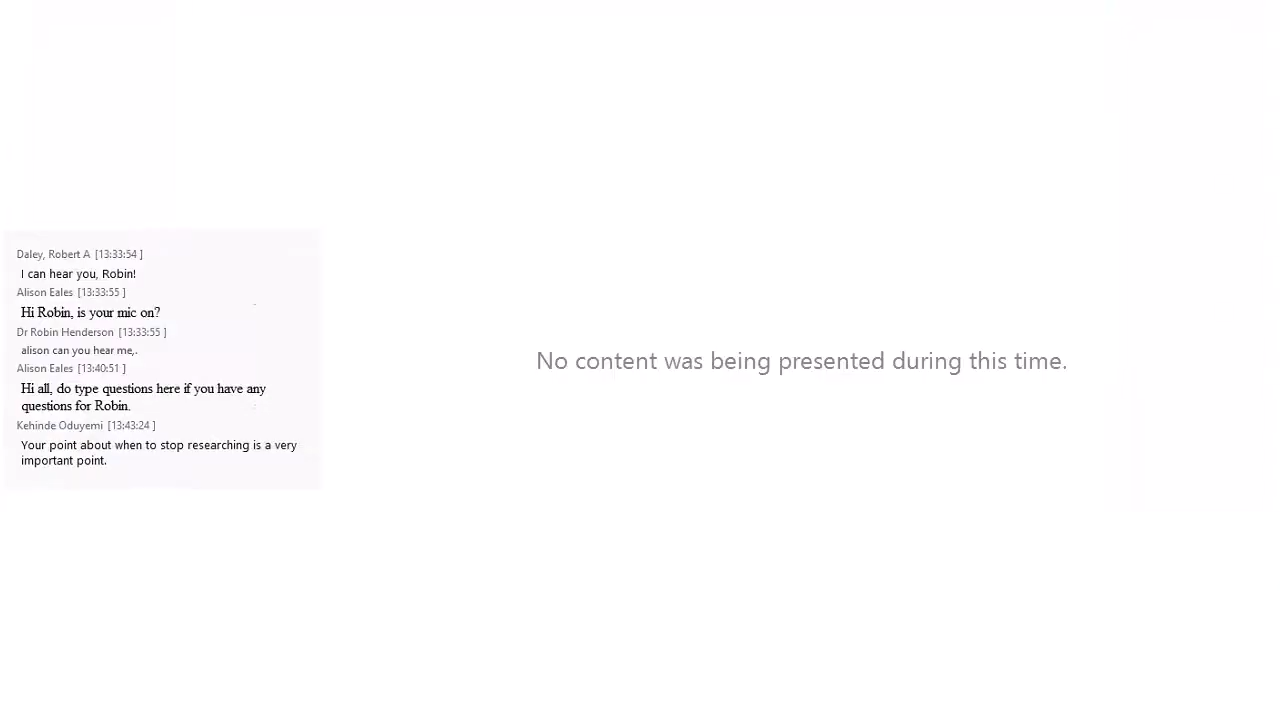 Daley, Robert A [13:33:54 ]
I can hear you, Robin!
Alison Eales [13:33:55 ]
Hi Robin, is your mic on?
Dr Robin Henderson [13:33:55 ]
alison can you hear me,.
Alison Eales [13:40:51 ]
Hi all, do type questions here if you have any
questions for Robin.
Kehinde Oduyemi [13:43:24 ]
Your point about when to stop researching is a very
important point.
No content was being presented during this time.